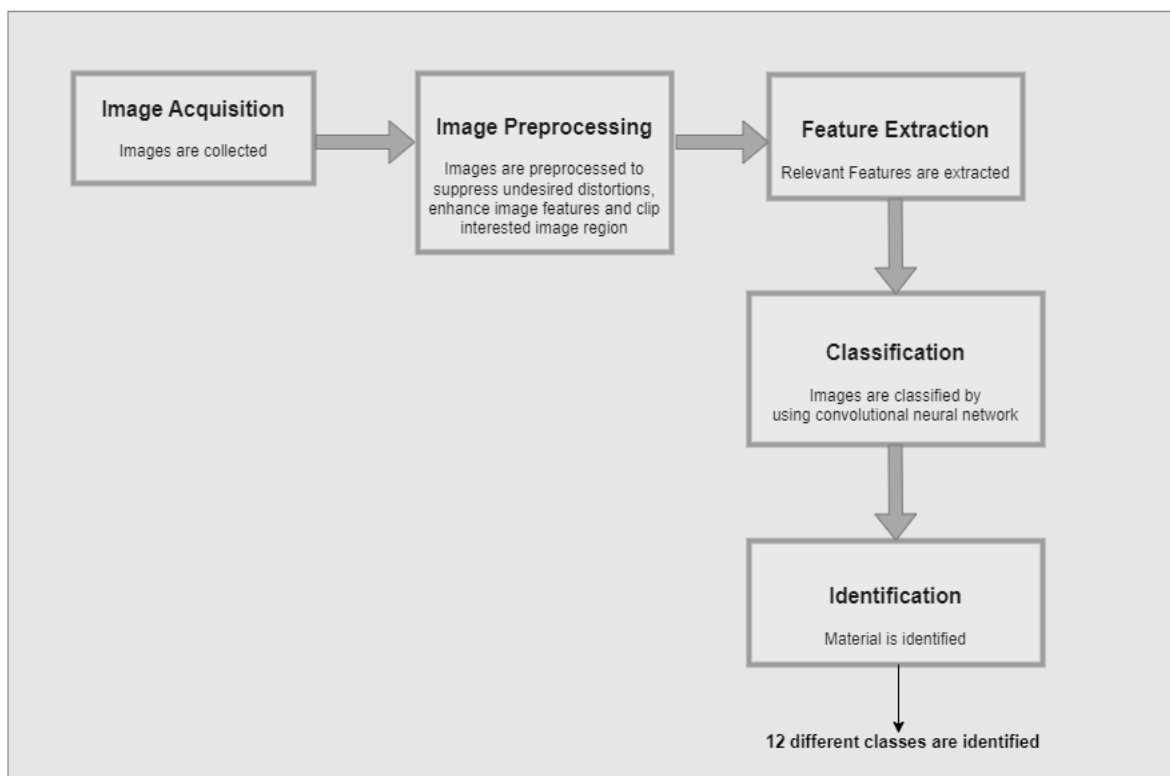 Image Acquisition
Images are collected
Image Preprocessing
Images are preprocessed to
suppress undesired distortions,
enhance image features and clip
interested image region
Feature Extraction
Relevant Features are extracted
Classification
Images are classified by
using convolutional neural network
Identification
Material is identified
12 different classes are identified